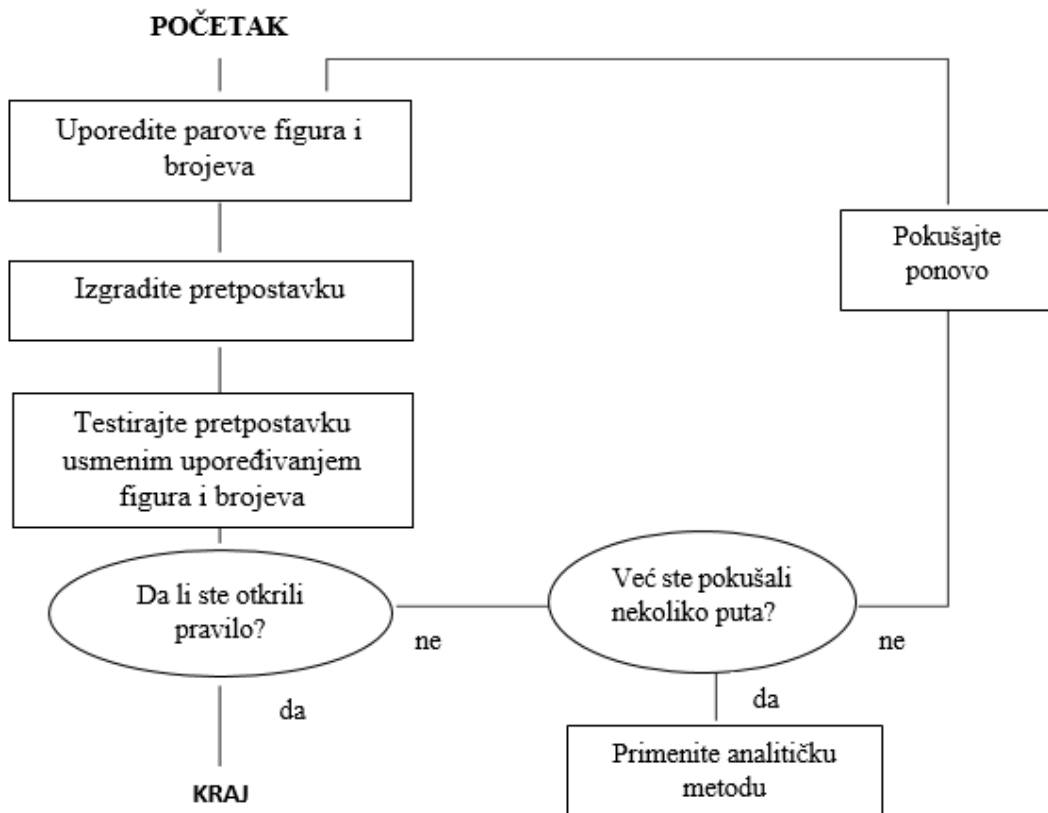 POČETAK
Uporedite parove figura i
brojeva
Izgradite pretpostavku
Testirajte pretpostavku
usmenim upoređivanjem
figura i brojeva
Da li ste otkrili
pravilo?
ne
da
KRAJ
Već ste pokušali
nekoliko puta?
ne
da
Primenite analitičku
metodu
Pokušajte
ponovo